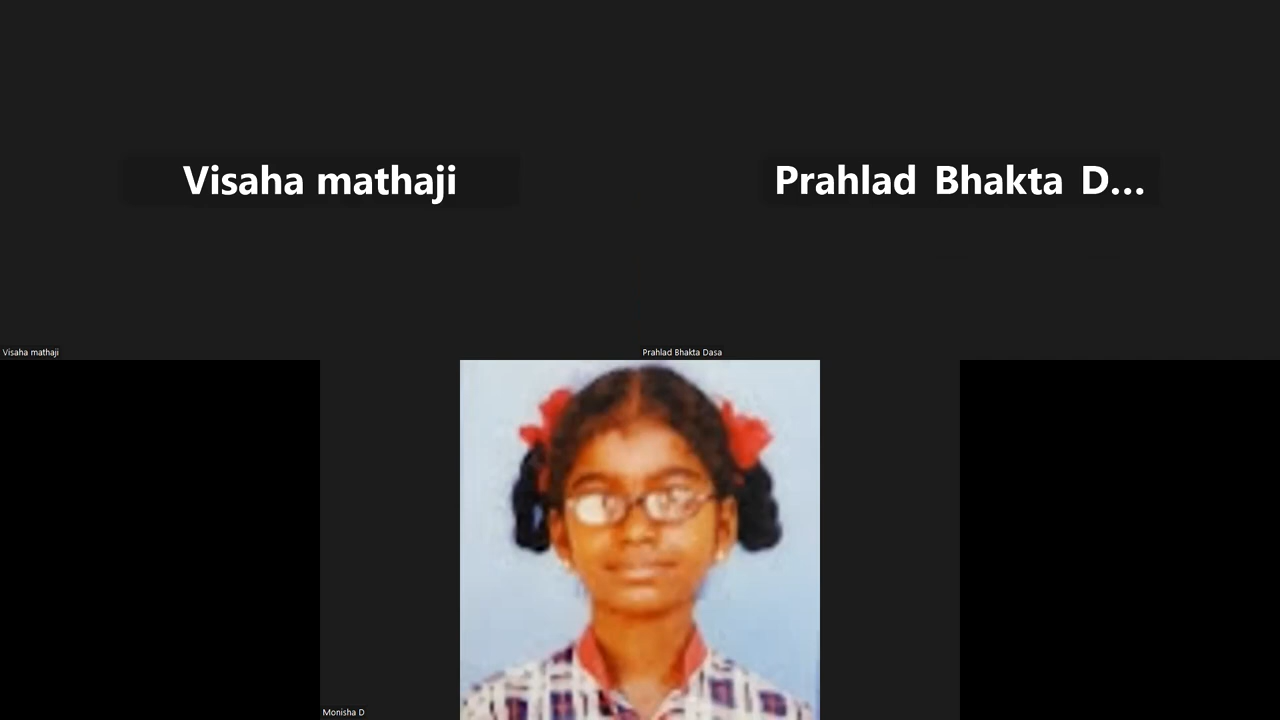 Visaha mathaji
Prahlad Bhakta D...
Visaha mathaji
Prahlad Bhakta Dasa
Monisha D